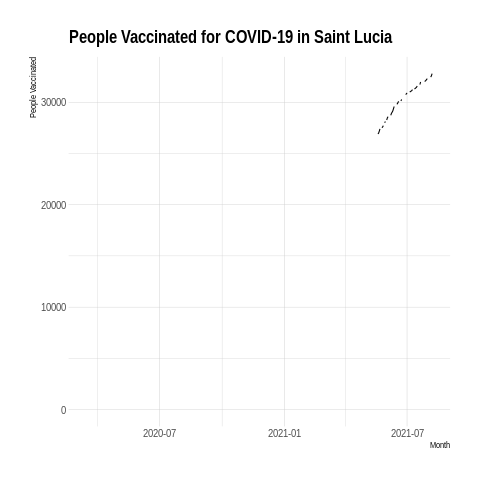 People Vaccinated for COVID-19 in Saint Lucia
People Vaccinated
30000
20000
10000
0
2020-07
2021-01
2021-07
Month